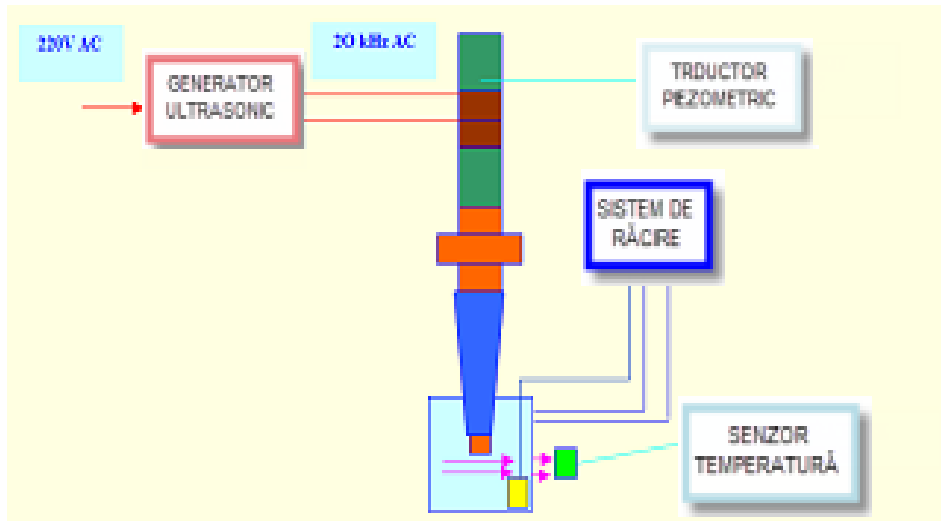 220V AC
20 kHz AC
GENERATOR
ULTRASONIC
TRDUCTOR
PIEZOMETRIC
SISTEM DE
RĂCIRE
SENZOR
TEMPERATURĂ